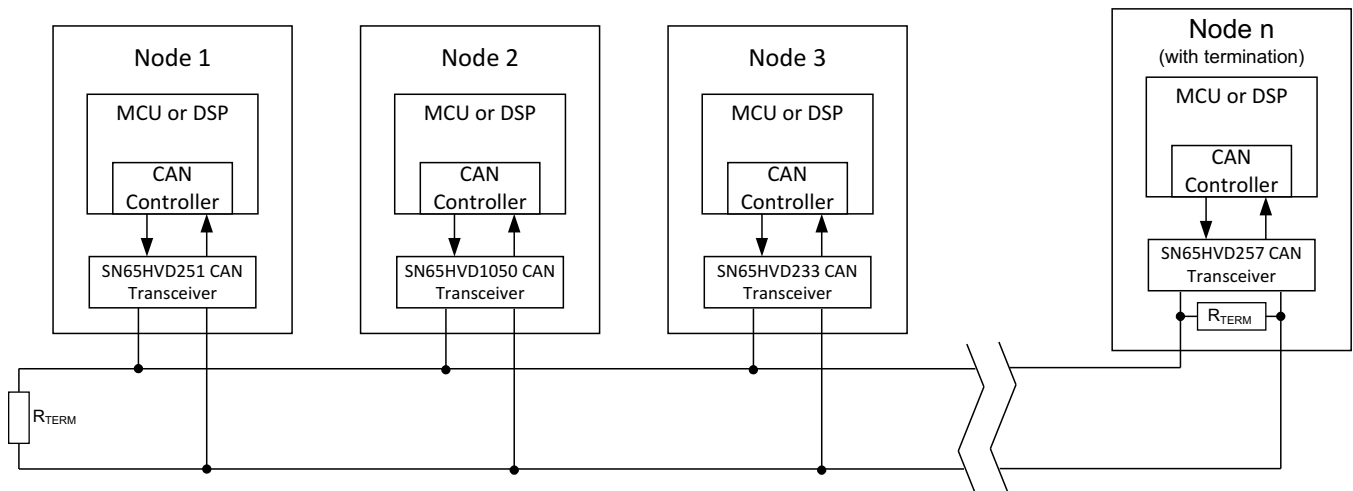 Node 1
MCU or DSP
CAN
Controller
SN65HVD251 CAN
Transceiver
Node 2
MCU or DSP
CAN
Controller
SN65HVD1050 CAN
Transceiver
Node 3
MCU or DSP
CAN
Controller
SN65HVD233 CAN
Transceiver
Node n
(with termination)
MCU or DSP
CAN
Controller
SN65HVD257 CAN
Transceiver
RTERM
RTERM